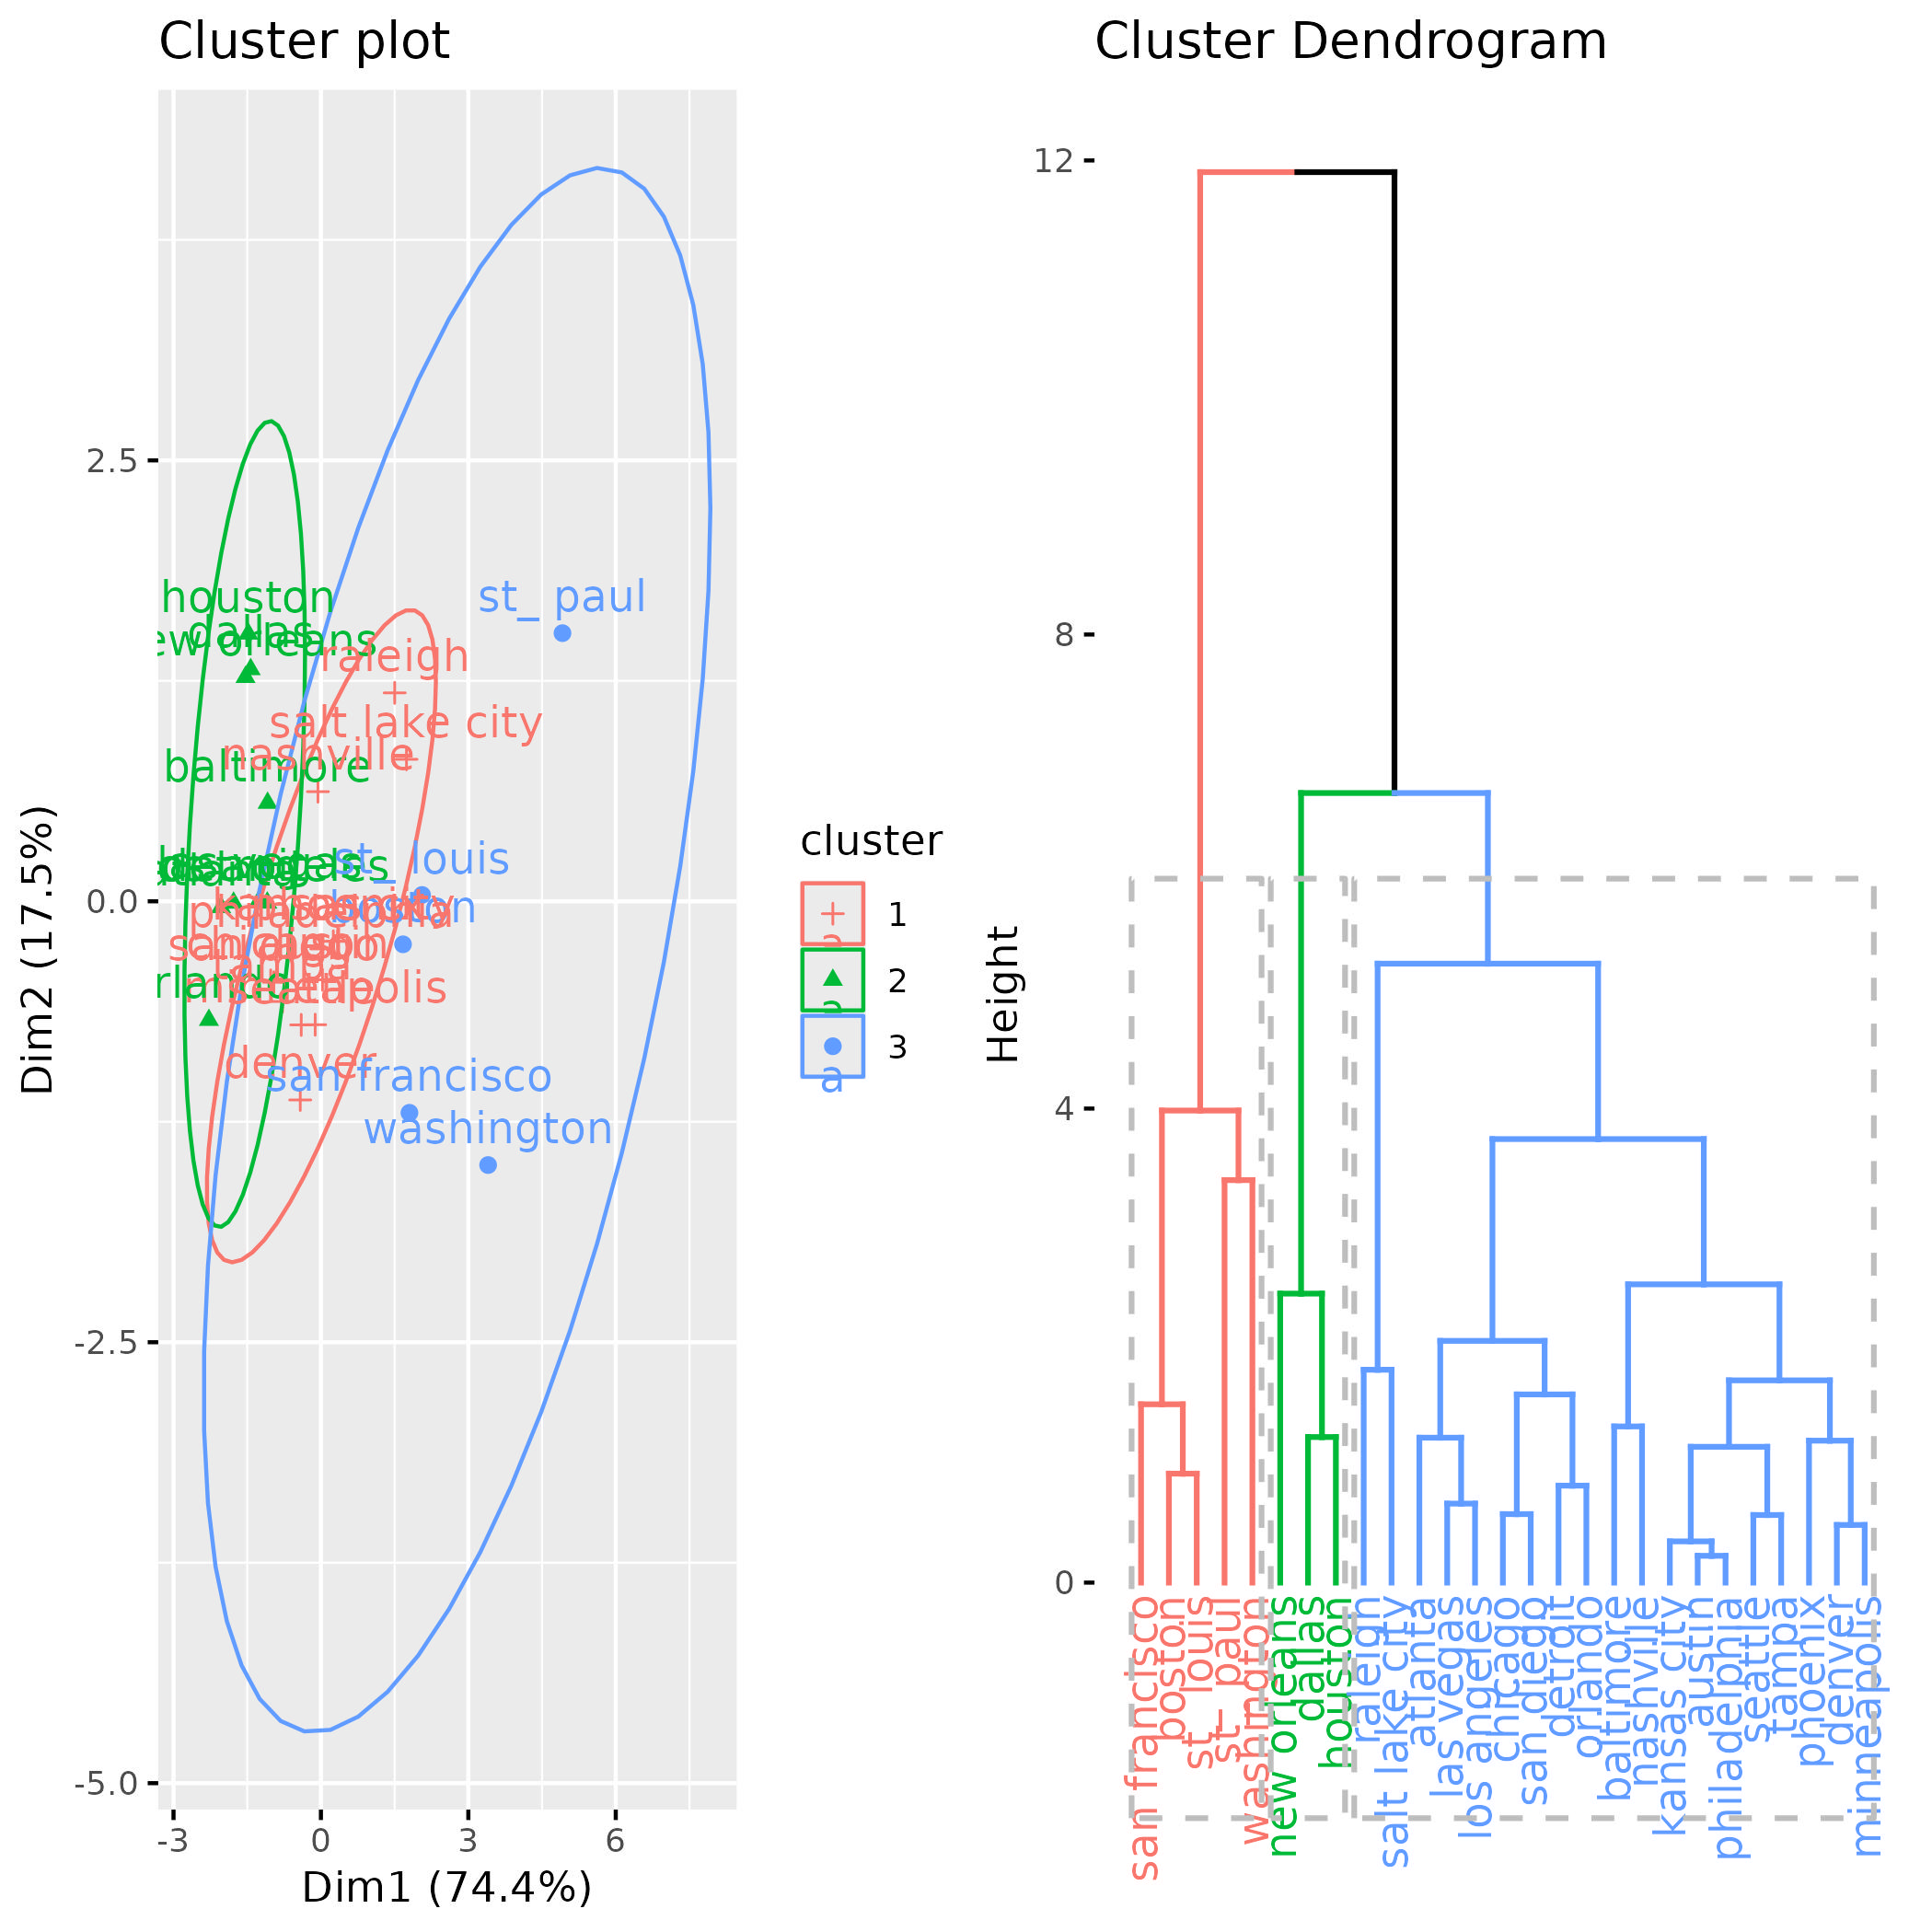 Cluster plot
Cluster Dendrogram
Dim2 (17.5%)
2.5
0.0
-2.5
-5.0
houston
dallas
ew orleans
st_ paul
raleigh
salt lake city
nashville
baltimore
st_ louis
boston
denver
san francisco
washington
-3
0
3
6
Dim1 (74.4%)
cluster
1
2
3
Height
12
8
4
0
san francisco
boston
st_ louis
st_ paul
washington
new orleans
dallas
houston
raleigh
salt lake city
atlanta
las vegas
los angeles
chicago
san diego
detroit
orlando
baltimore
nashville
kansas city
austin
philadelphia
seattle
tampa
phoenix
denver
minneapolis